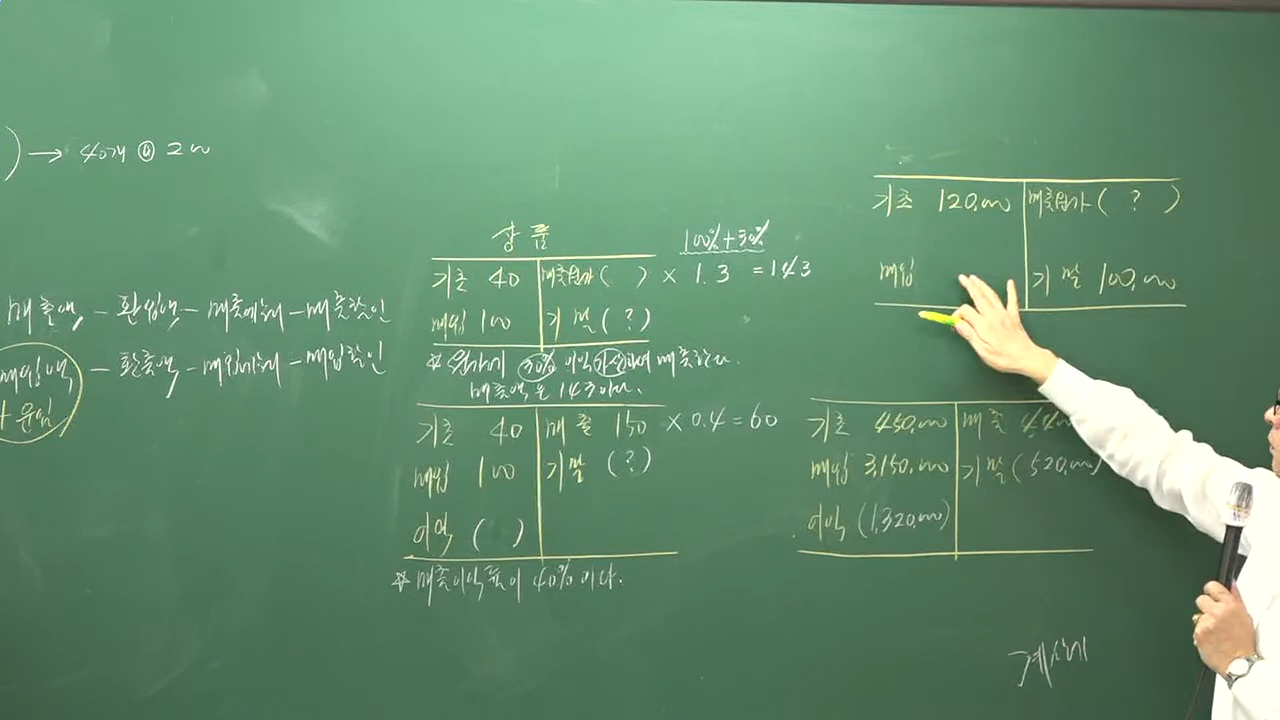 ) → 40개 @ 200
매출액 - 환입액 - 매출에누리 - 매출할인
매입액 - 환출액 - 매입에누리 - 매입할인
+ 운임
상품
기초 40 매출원가 ( ) × 1.3 = 143
100% + 30%
매입 100 기말 (?)
☆ 원가에 30% 이익 가산하여 매출한다.
매출액은 143이다.
기초 40 매출 150 × 0.4 = 60
매입 100 기말 (?)
이익 ( )
☆ 매출이익률이 40%이다.
기초 120,000 매출원가 ( ? )
매입 기말 100,000
기초 450,000 매출 4,4
매입 3,150,000 기말 (520,000)
이익 (1,320,000)